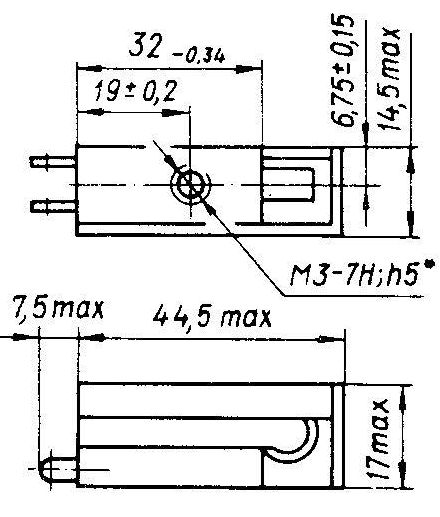 32 -0,34
19±0,2
6,75±0,15
14,5 max
M3-7H; h5*
7,5 max
44,5 max
17 max